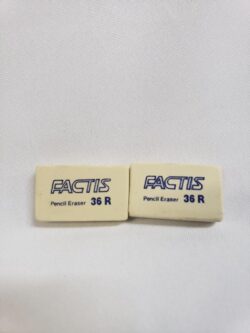 FACTIS
Pencil Eraser 36 R
FACTIS
Pencil Eraser 36 R